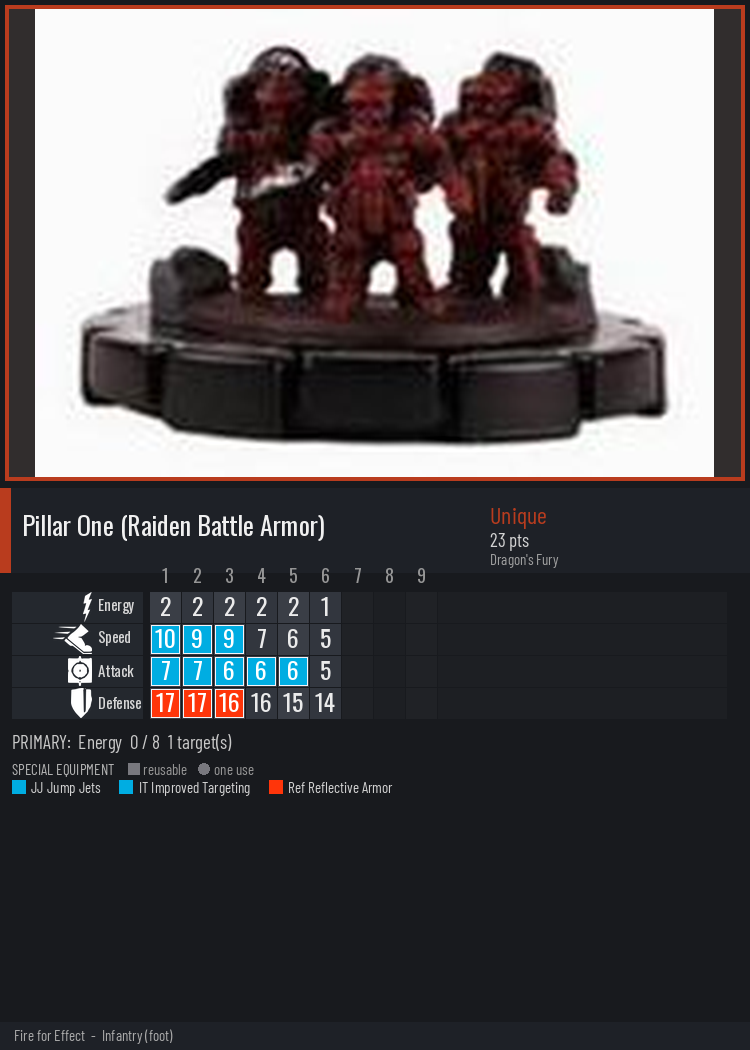 Pillar One (Raiden Battle Armor)
Unique
23 pts
Dragon's Fury
1 2 3 4 5 6 7 8 9
Energy 2 2 2 2 2 1
Speed 10 9 9 7 6 5
Attack 7 7 6 6 6 5
Defense 17 17 16 16 15 14
PRIMARY: Energy 0 / 8 1 target(s)
SPECIAL EQUIPMENT reusable one use
JJ Jump Jets IT Improved Targeting Ref Reflective Armor
Fire for Effect - Infantry (foot)